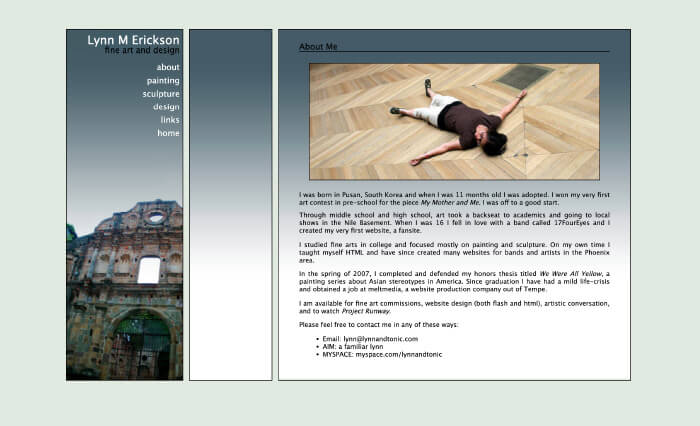 Lynn M Erickson
fine art and design
about
painting
sculpture
design
links
home
About Me
I was born in Pusan, South Korea and when I was 11 months old I was adopted. I won my very first
art contest in pre-school for the piece My Mother and Me. I was off to a good start.
Through middle school and high school, art took a backseat to academics and going to local
shows in the Nile Basement. When I was 16 I fell in love with a band called 17FourEyes and I
created my very first website, a fansite.
I studied fine arts in college and focused mostly on painting and sculpture. On my own time I
taught myself HTML and have since created many websites for bands and artists in the Phoenix
area.
In the spring of 2007, I completed and defended my honors thesis titled We Were All Yellow, a
painting series about Asian stereotypes in America. Since graduation I have had a mild life-crisis
and obtained a job at meltmedia, a website production company out of Tempe.
I am available for fine art commissions, website design (both flash and html), artistic conversation,
and to watch Project Runway.
Please feel free to contact me in any of these ways:
• Email: lynn@lynnandtonic.com
• AIM: a familiar lynn
• MYSPACE: myspace.com/lynnandtonic